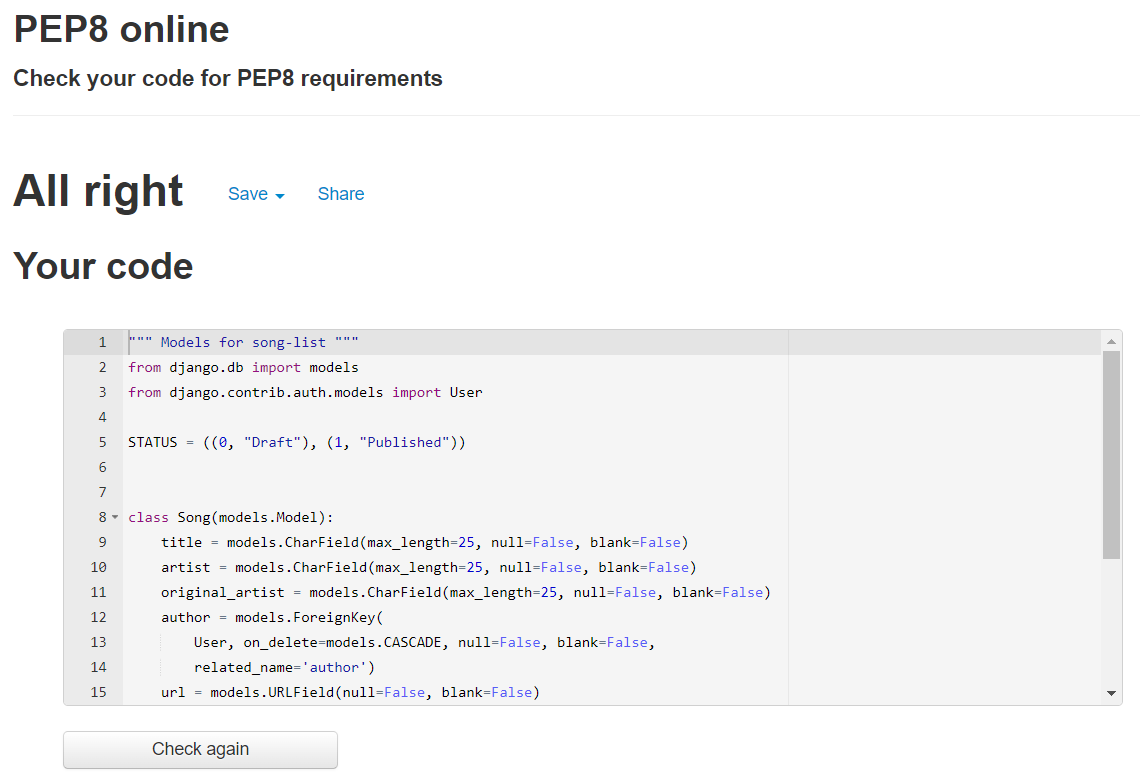 PEP8 online
Check your code for PEP8 requirements
All right Save Share
Your code
1 """ Models for song-list """
2 from django.db import models
3 from django.contrib.auth.models import User
4
5 STATUS = ((0, "Draft"), (1, "Published"))
6
7
8 class Song(models.Model):
9     title = models.CharField(max_length=25, null=False, blank=False)
10     artist = models.CharField(max_length=25, null=False, blank=False)
11     original_artist = models.CharField(max_length=25, null=False, blank=False)
12     author = models.ForeignKey(
13         User, on_delete=models.CASCADE, null=False, blank=False,
14         related_name='author')
15     url = models.URLField(null=False, blank=False)
Check again